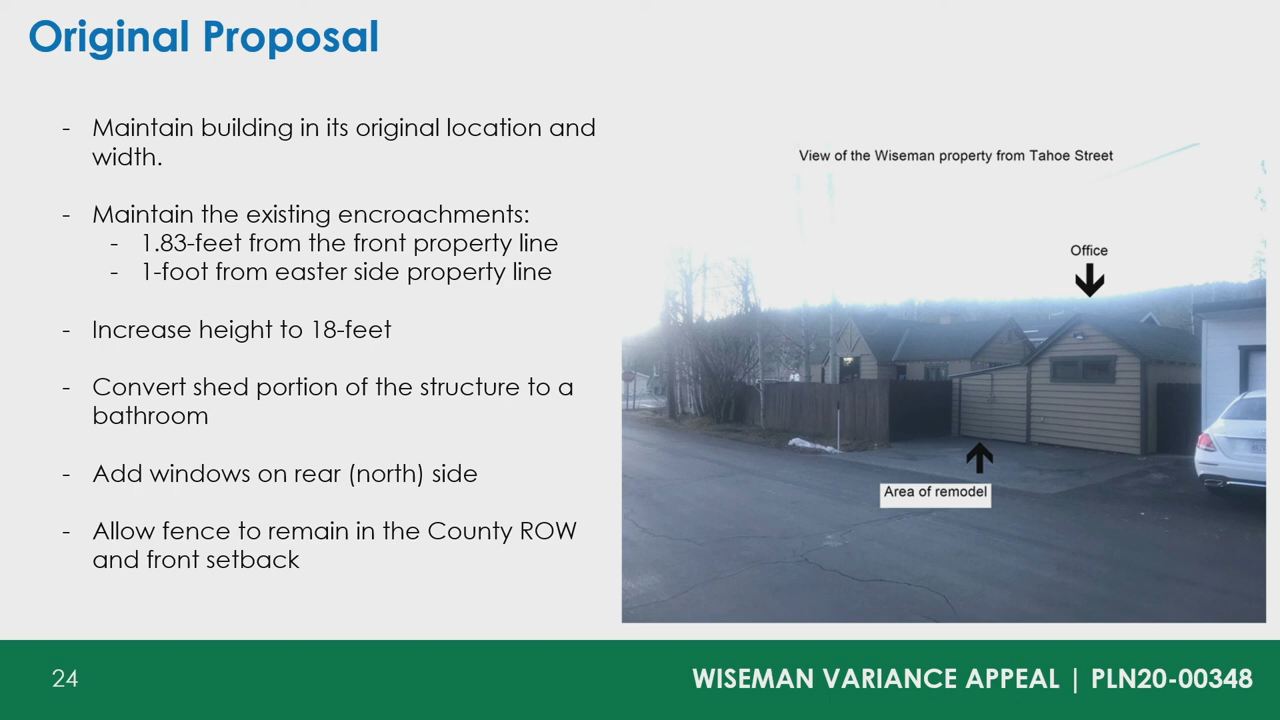 Original Proposal
- Maintain building in its original location and
width.
- Maintain the existing encroachments:
- 1.83-feet from the front property line
- 1-foot from easter side property line
- Increase height to 18-feet
- Convert shed portion of the structure to a
bathroom
- Add windows on rear (north) side
- Allow fence to remain in the County ROW
and front setback
View of the Wiseman property from Tahoe Street
Office
Area of remodel
24
WISEMAN VARIANCE APPEAL | PLN20-00348